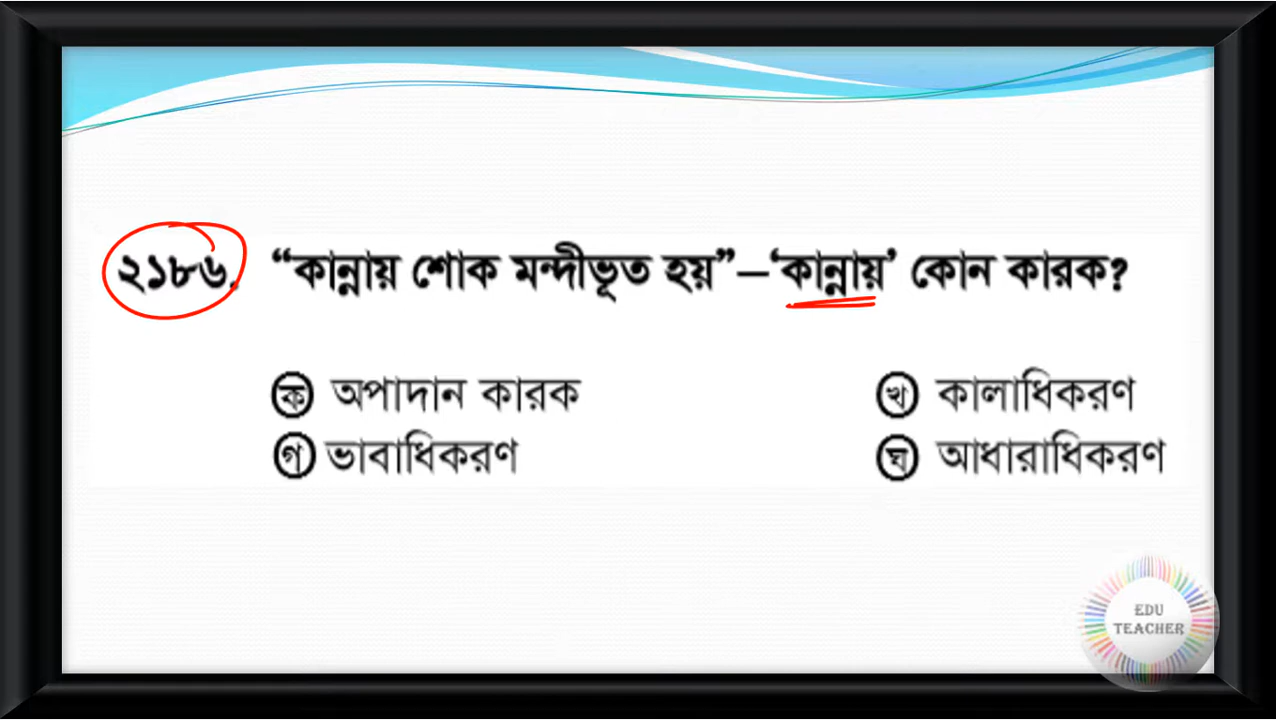 ২১৮৬. “কান্নায় শোক মন্দীভূত হয়”–‘কান্নায়’ কোন কারক?
ক অপাদান কারক খ কালাধিকরণ
গ ভাবাধিকরণ ঘ আধারাধিকরণ
EDU
TEACHER